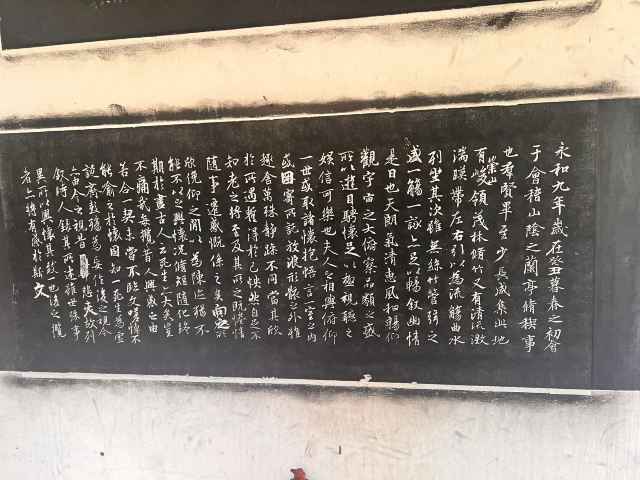 永和九年歲在癸丑暮春之初會
于會稽山陰之蘭亭脩稧事
也羣賢畢至少長咸集此地
有崇山峻領茂林脩竹又有清流激
湍暎帶左右引以為流觴曲水
列坐其次雖無絲竹管弦之
盛一觴一詠亦足以暢敘幽情
是日也天朗氣清惠風和暢仰
觀宇宙之大俯察品類之盛
所以遊目騁懷足以極視聽之
娛信可樂也夫人之相與俯仰
一世或取諸懷抱悟言一室之內
或因寄所託放浪形骸之外雖
趣舍萬殊靜躁不同當其欣
於所遇蹔得於己怏然自足不
知老之將至及其所之既惓情
隨事遷感慨係之矣向之所
欣俛仰之間以為陳迹猶不
能不以之興懷況脩短隨化終
期於盡古人云死生亦大矣豈
不痛哉每攬昔人興感之由
若合一契未嘗不臨文嗟悼不
能喻之於懷固知一死生為虛
誕齊彭殤為妄作後之視今
亦由今之視昔悲夫故列
敘時人錄其所述雖世殊事
異所以興懷其致一也後之攬
者亦將有感於斯文